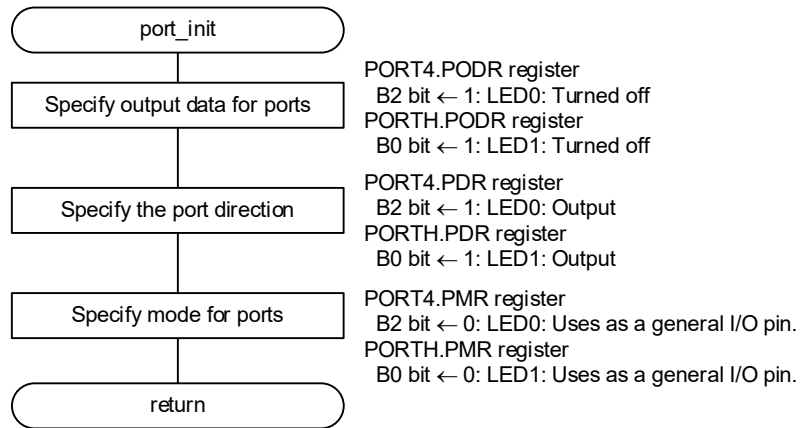 port_init
Specify output data for ports
PORT4.PODR register
B2 bit ← 1: LED0: Turned off
PORTH.PODR register
B0 bit ← 1: LED1: Turned off
Specify the port direction
PORT4.PDR register
B2 bit ← 1: LED0: Output
PORTH.PDR register
B0 bit ← 1: LED1: Output
Specify mode for ports
PORT4.PMR register
B2 bit ← 0: LED0: Uses as a general I/O pin.
PORTH.PMR register
B0 bit ← 0: LED1: Uses as a general I/O pin.
return